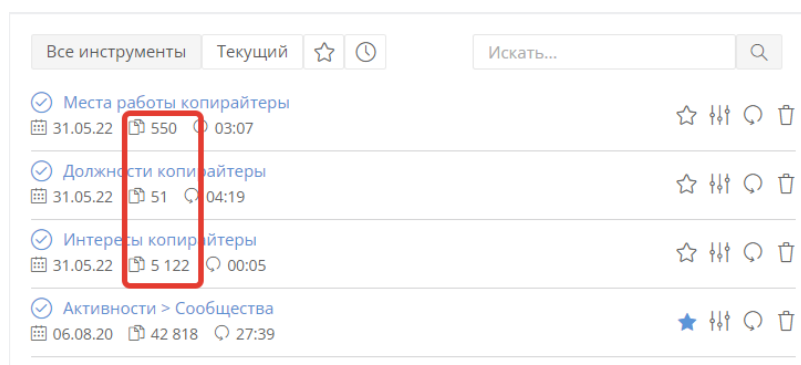 Все инструменты Текущий Искать...
Места работы копирайтеры
31.05.22 550 03:07
Должности копирайтеры
31.05.22 51 04:19
Интересы копирайтеры
31.05.22 5 122 00:05
Активности > Сообщества
06.08.20 42 818 27:39